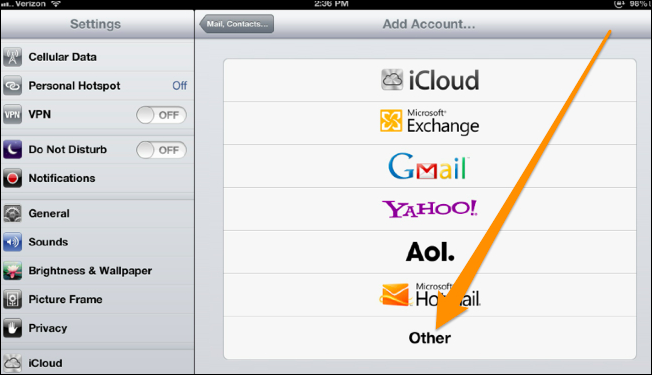 Verizon
2:36 PM
98%
Settings
Mail, Contacts...
Add Account...
Cellular Data
Personal Hotspot Off
VPN VPN OFF
Do Not Disturb OFF
Notifications
General
Sounds
Brightness & Wallpaper
Picture Frame
Privacy
iCloud
iCloud
Microsoft®
Exchange
Gmail
YAHOO!
Aol.
Microsoft®
Hotmail
Other